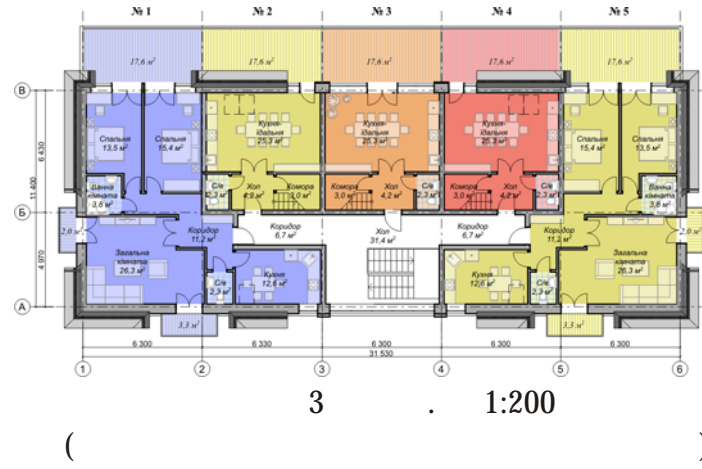 № 1 № 2 № 3 № 4 № 5
17,6 м² 17,6 м² 17,6 м² 17,6 м² 17,6 м²
В В
Спальня 13,5 м² Спальня 15,4 м² Кухня-їдальня 25,3 м² Кухня-їдальня 25,3 м² Кухня-їдальня 25,3 м² Спальня 15,4 м² Спальня 13,5 м²
6 430
11 400
Ванна кімната 3,8 м² С/в 2,3 м² Хол 4,2 м² Комора 3,0 м² Комора 3,0 м² Хол 4,2 м² С/в 2,3 м² Комора 3,0 м² Хол 4,2 м² С/в 2,3 м² Ванна кімната 3,8 м²
Б Б
2,0 м² Коридор 11,2 м² Коридор 6,7 м² Хол 31,4 м² Коридор 6,7 м² Коридор 11,2 м² 2,0 м²
4 970
Загальна кімната 26,3 м² С/в 2,3 м² Кухня 12,6 м² Кухня 12,6 м² С/в 2,3 м² Загальна кімната 26,3 м²
А А
3,3 м² 3,3 м²
6 300 6 330 6 300 6 300 6 300
31 530
1 2 3 4 5 6
3 . 1:200
( )